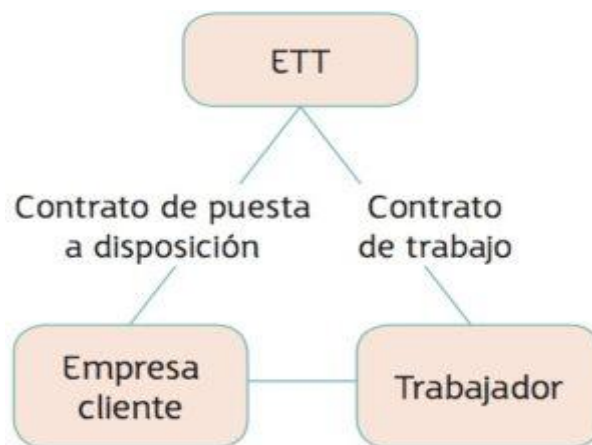 ETT
Contrato de puesta
a disposición
Contrato
de trabajo
Empresa
cliente
Trabajador